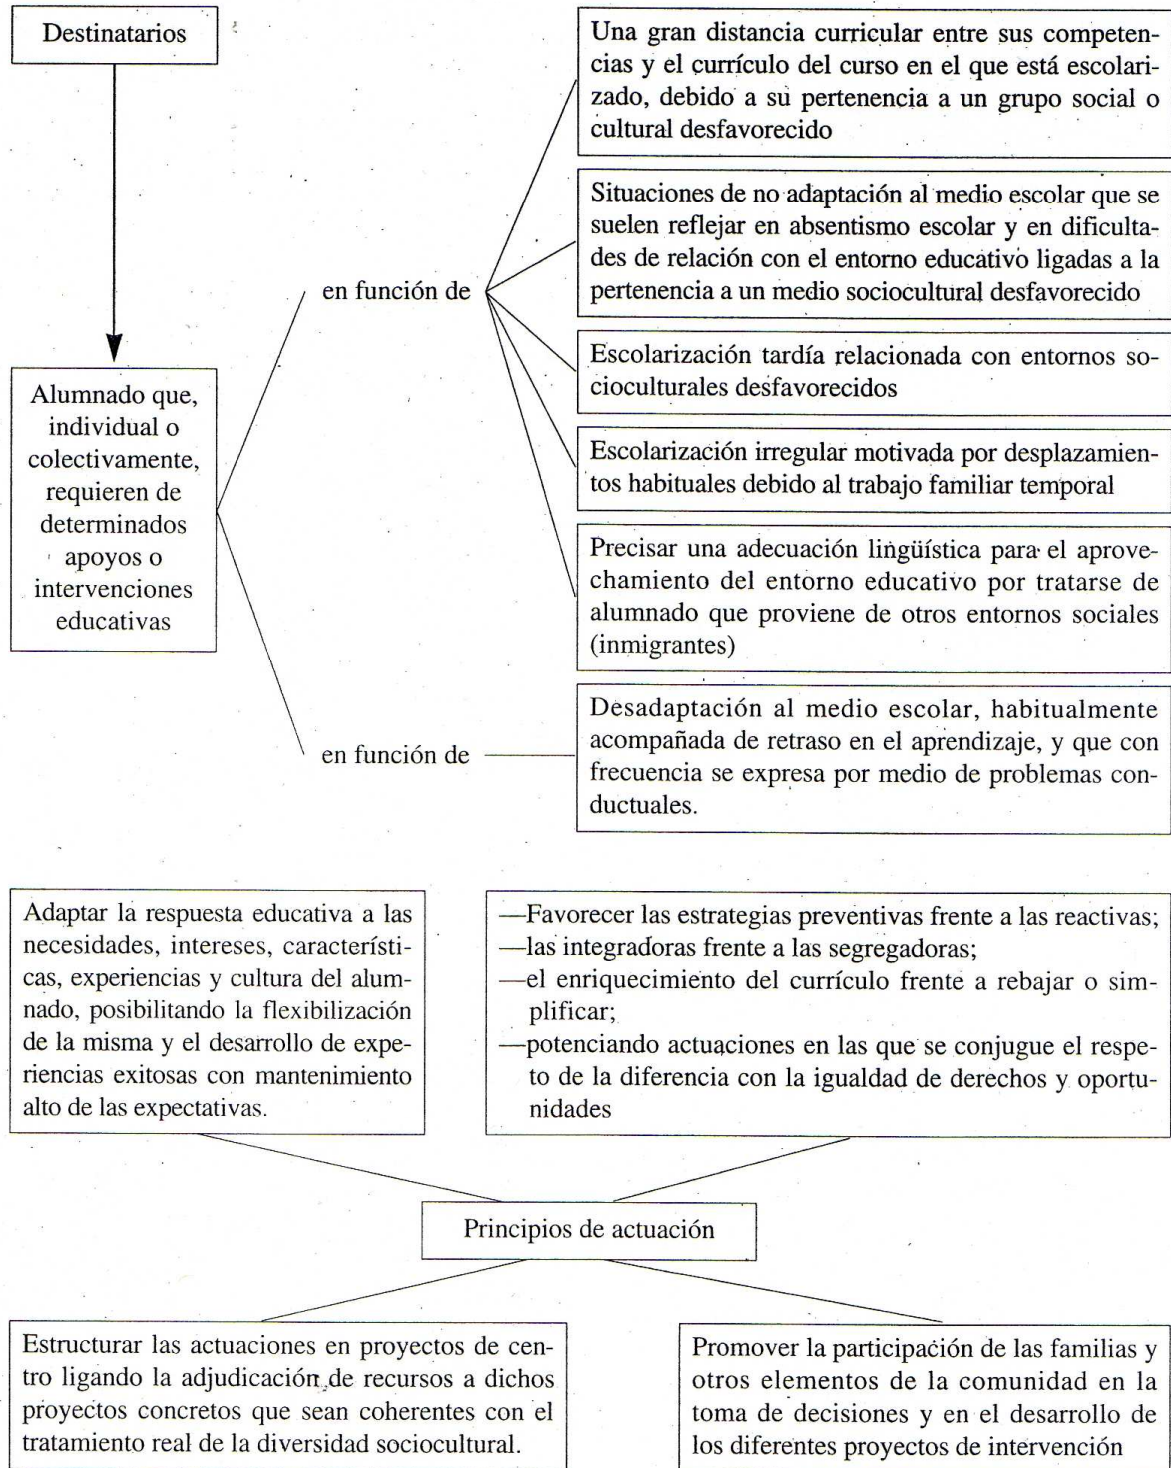 Destinatarios
Alumnado que,
individual o
colectivamente,
requieren de
determinados
apoyos o
intervenciones
educativas
en función de
Una gran distancia curricular entre sus competen-
cias y el currículo del curso en el que está escolari-
zado, debido a su pertenencia a un grupo social o
cultural desfavorecido
Situaciones de no adaptación al medio escolar que se
suelen reflejar en absentismo escolar y en dificulta-
des de relación con el entorno educativo ligadas a la
pertenencia a un medio sociocultural desfavorecido
Escolarización tardía relacionada con entornos so-
cioculturales desfavorecidos
Escolarización irregular motivada por desplazamien-
tos habituales debido al trabajo familiar temporal
Precisar una adecuación lingüística para el aprove-
chamiento del entorno educativo por tratarse de
alumnado que proviene de otros entornos sociales
(inmigrantes)
en función de
Desadaptación al medio escolar, habitualmente
acompañada de retraso en el aprendizaje, y que con
frecuencia se expresa por medio de problemas con-
ductuales.
Adaptar la respuesta educativa a las
necesidades, intereses, característi-
cas, experiencias y cultura del alum-
nado, posibilitando la flexibilización
de la misma y el desarrollo de expe-
riencias exitosas con mantenimiento
alto de las expectativas.
—Favorecer las estrategias preventivas frente a las reactivas;
—las integradoras frente a las segregadoras;
—el enriquecimiento del currículo frente a rebajar o sim-
plificar;
—potenciando actuaciones en las que se conjugue el respe-
to de la diferencia con la igualdad de derechos y oportu-
nidades
Principios de actuación
Estructurar las actuaciones en proyectos de cen-
tro ligando la adjudicación de recursos a dichos
proyectos concretos que sean coherentes con el
tratamiento real de la diversidad sociocultural.
Promover la participación de las familias y
otros elementos de la comunidad en la
toma de decisiones y en el desarrollo de
los diferentes proyectos de intervención